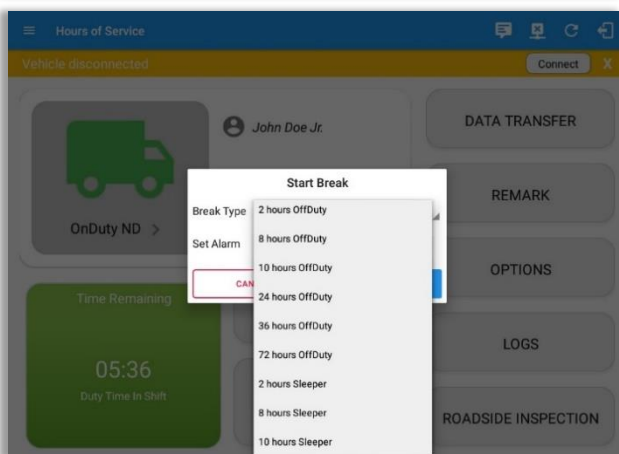 Hours of Service
Vehicle disconnected
Connect
X
John Doe Jr.
OnDuty ND >
DATA TRANSFER
REMARK
OPTIONS
LOGS
ROADSIDE INSPECTION
Start Break
Break Type
Set Alarm
CAN
2 hours OffDuty
8 hours OffDuty
10 hours OffDuty
24 hours OffDuty
36 hours OffDuty
72 hours OffDuty
2 hours Sleeper
8 hours Sleeper
10 hours Sleeper
Time Remaining
05:36
Duty Time In Shift